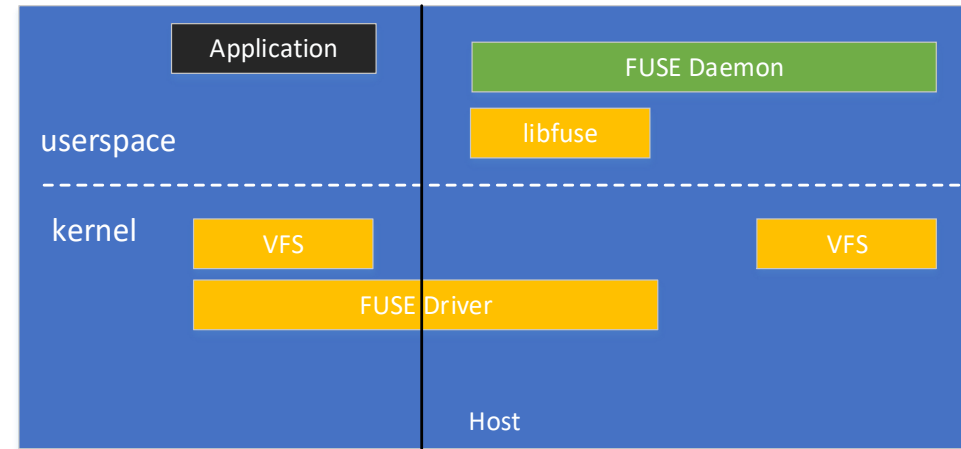 Application
FUSE Daemon
libfuse
userspace
kernel
VFS
VFS
FUSE Driver
Host